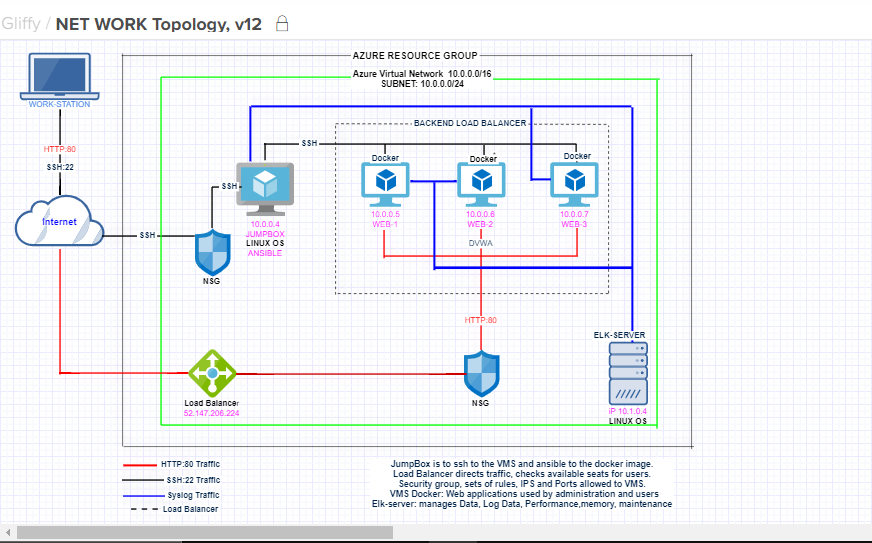 Gliffy / NET WORK Topology, v12
AZURE RESOURCE GROUP
Azure Virtual Network 10.0.0.0/16
SUBNET: 10.0.0.0/24
WORK-STATION
HTTP:80
SSH:22
Internet
SSH
SSH
SSH
NSG
10.0.0.4
JUMPBOX
LINUX OS
ANSIBLE
BACKEND LOAD BALANCER
Docker
Docker
Docker
10.0.0.5
WEB-1
10.0.0.6
WEB-2
10.0.0.7
WEB-3
DVWA
HTTP:80
NSG
Load Balancer
52.147.206.224
ELK-SERVER
iP 10.1.0.4
LINUX OS
HTTP:80 Traffic
SSH:22 Traffic
Syslog Traffic
Load Balancer
JumpBox is to ssh to the VMS and ansible to the docker image.
Load Balancer directs traffic, checks available seats for users.
Security group, sets of rules, IPS and Ports allowed to VMS.
VMS Docker: Web applications used by administration and users
Elk-server: manages Data, Log Data, Performance,memory, maintenance